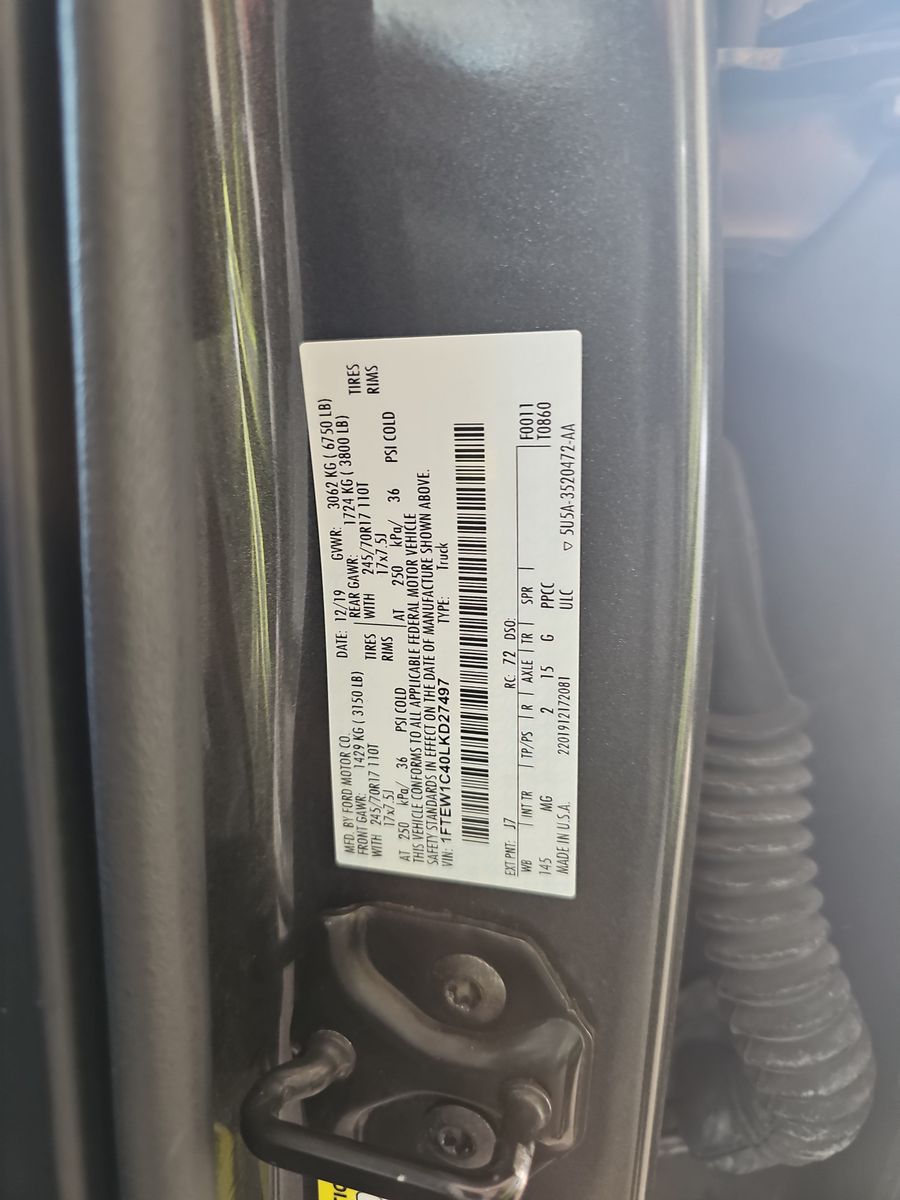 MFD. BY FORD MOTOR CO. DATE: 12/19 GVWR: 3062 KG ( 6750 LB)
FRONT GAWR: 1429 KG ( 3150 LB) REAR GAWR: 1724 KG ( 3800 LB)
WITH 245/70R17 110T TIRES WITH 245/70R17 110T TIRES
17x7.5J RIMS 17x7.5J RIMS
AT 250 kPa/ 36 PSI COLD AT 250 kPa/ 36 PSI COLD
THIS VEHICLE CONFORMS TO ALL APPLICABLE FEDERAL MOTOR VEHICLE
SAFETY STANDARDS IN EFFECT ON THE DATE OF MANUFACTURE SHOWN ABOVE.
VIN: 1FTEW1C40LKD27497 TYPE: Truck
EXT PNT: J7 RC: 72 DSO:
WB INT TR TP/PS R AXLE TR SPR F0011
145 MG 2 15 G PPCC T0860
MADE IN U.S.A. 2201912172081 ULC ▽ 5U5A-3520472-AA